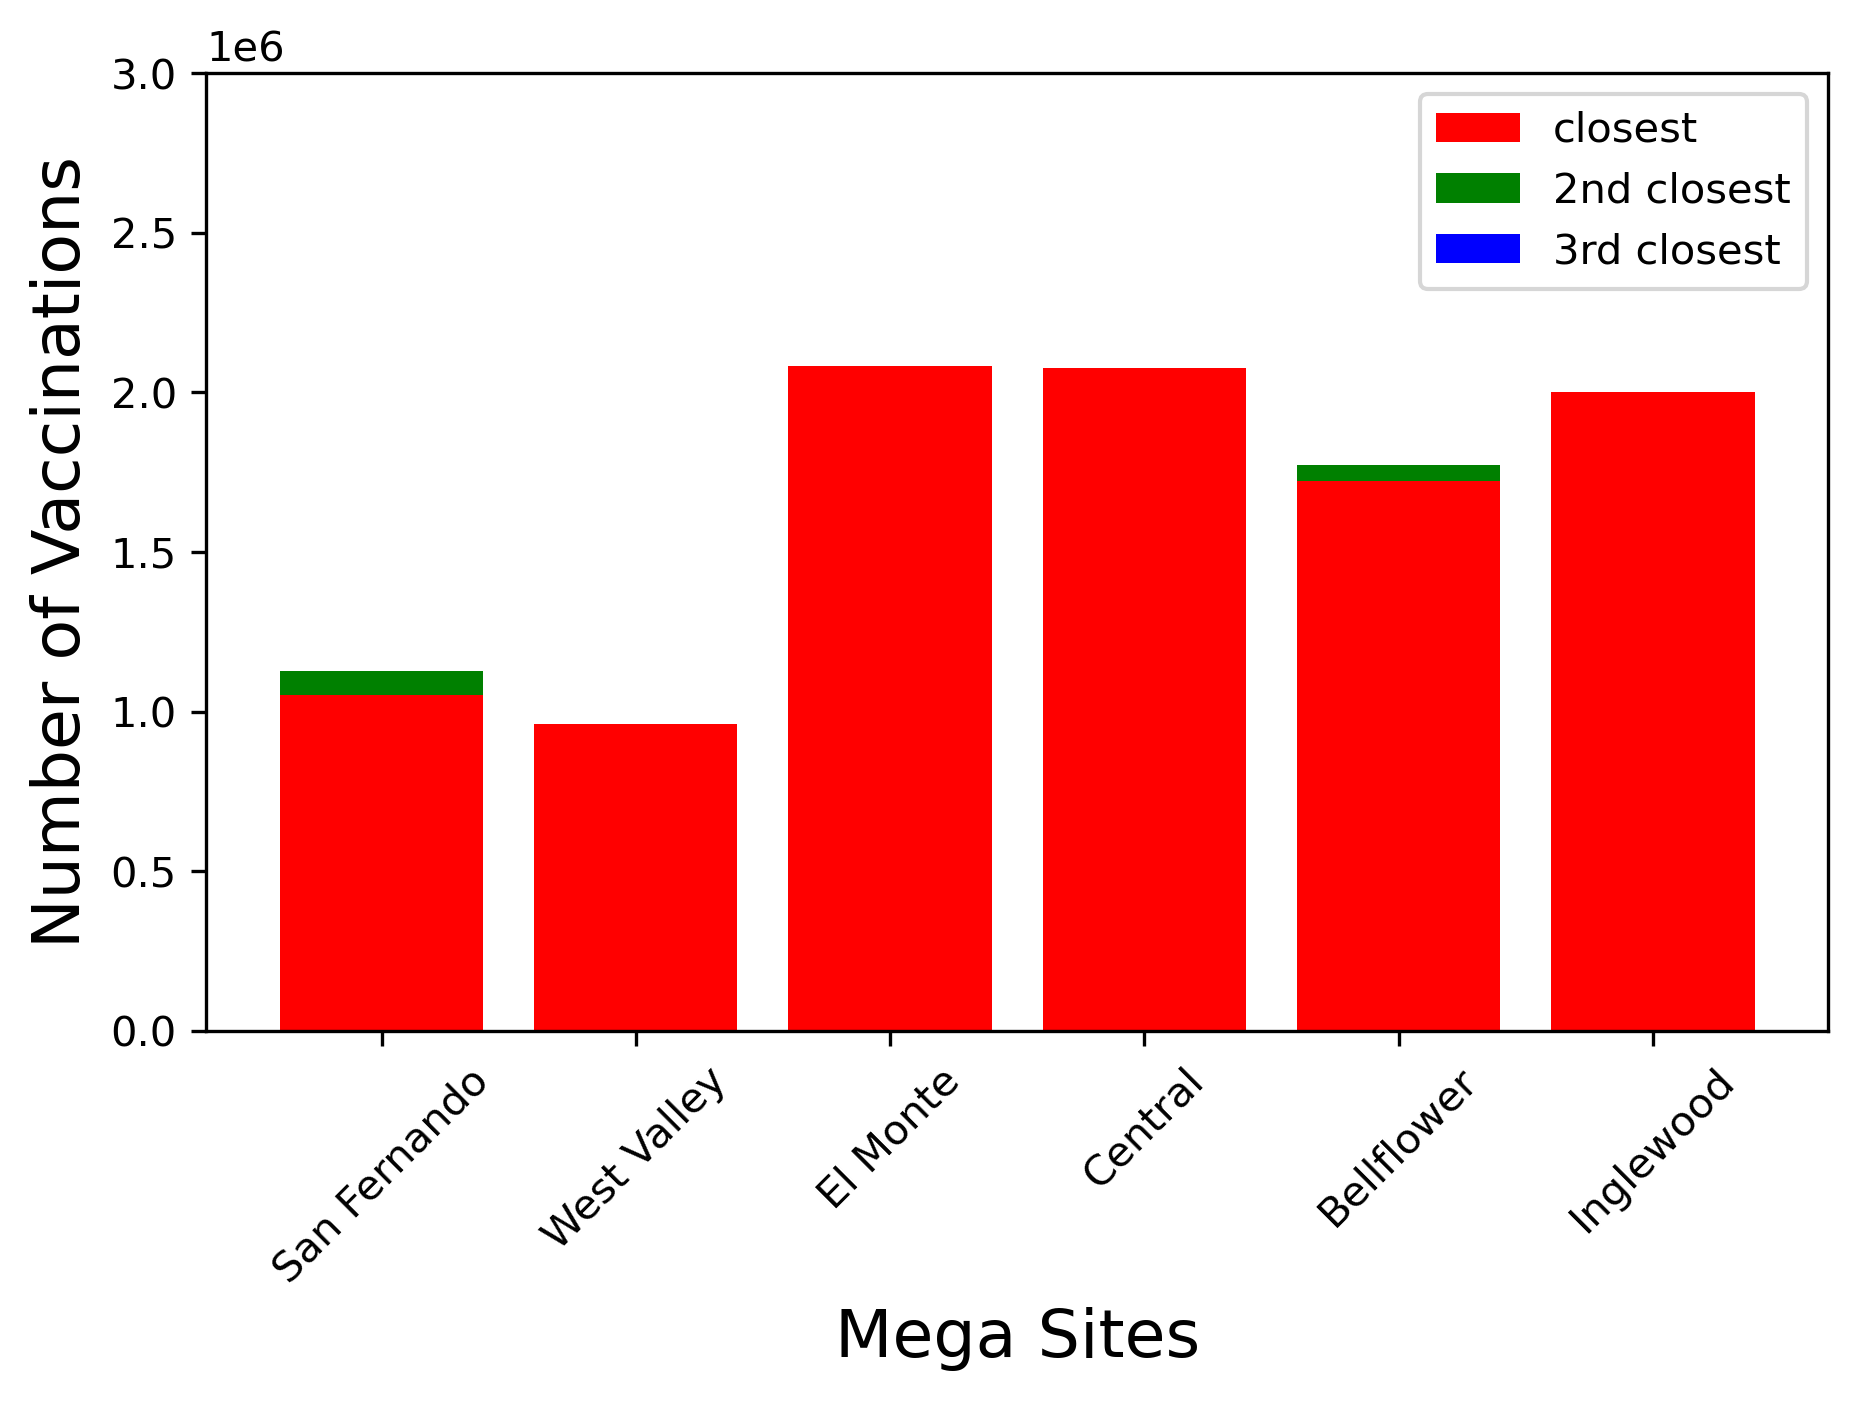 1e6
3.0
2.5
2.0
1.5
1.0
0.5
0.0
Number of Vaccinations
closest
2nd closest
3rd closest
San Fernando
West Valley
El Monte
Central
Bellflower
Inglewood
Mega Sites